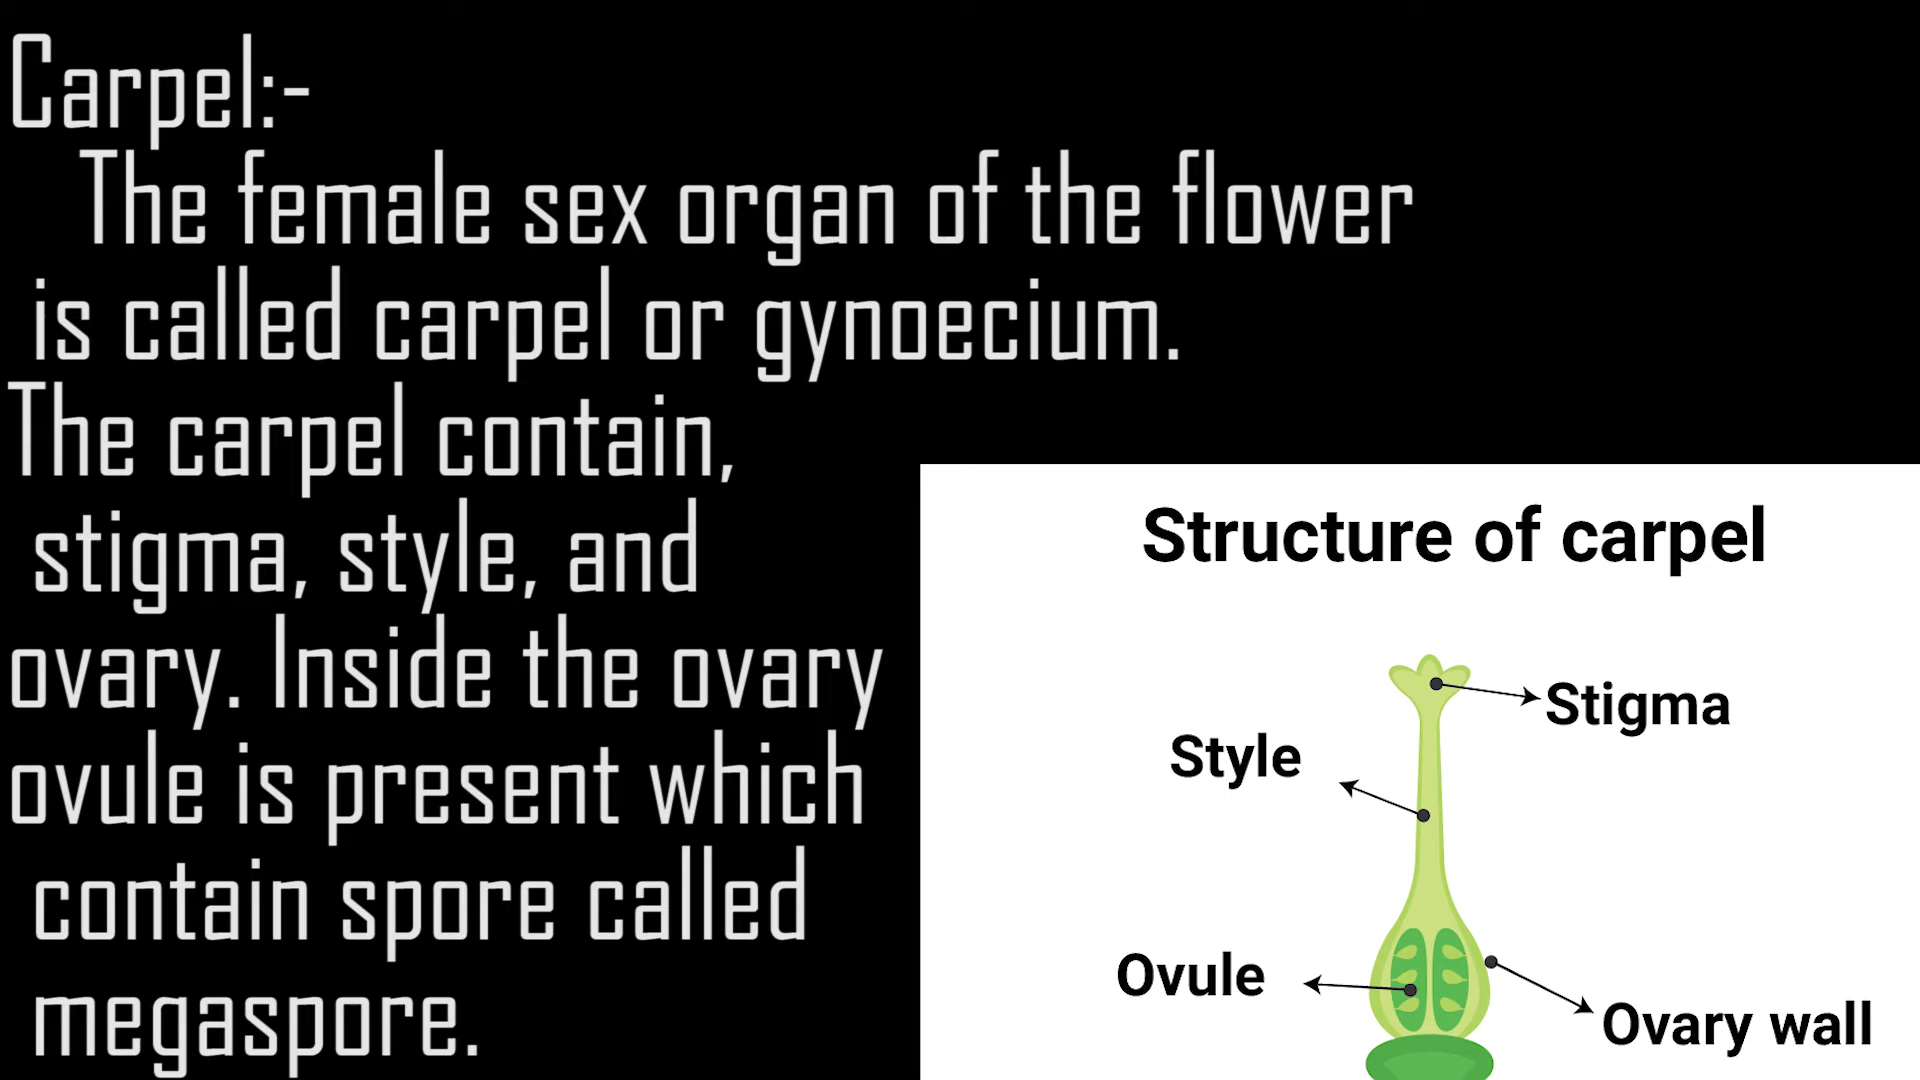 Carpel:-
The female sex organ of the flower
is called carpel or gynoecium.
The carpel contain,
stigma, style, and
ovary. Inside the ovary
ovule is present which
contain spore called
megaspore.
Structure of carpel
Stigma
Style
Ovule
Ovary wall